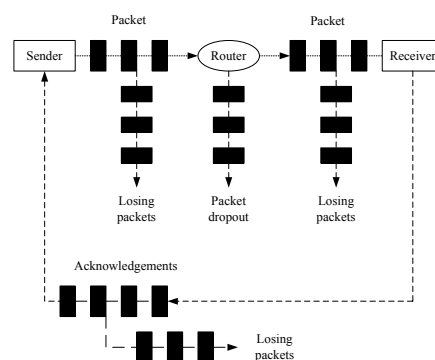 Packet
Packet
Sender
Router
Receiver
Losing
packets
Packet
dropout
Losing
packets
Acknowledgements
Losing
packets